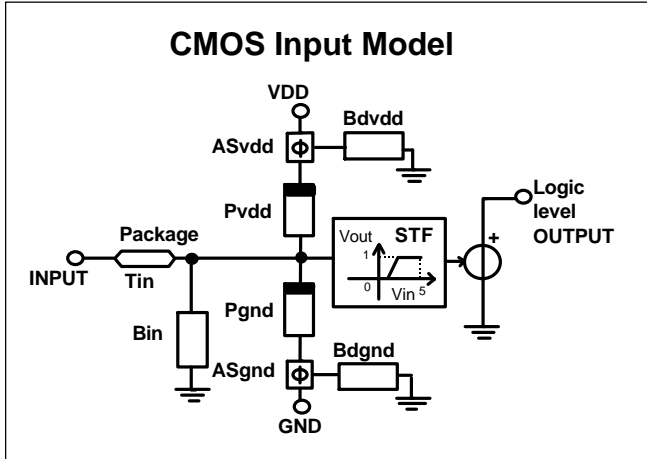 CMOS Input Model
VDD
Bdvdd
ASvdd
Φ
Logic
level
OUTPUT
Pvdd
Package
Vout
STF
1
+
INPUT
Tin
0
Vin
5
Pgnd
Bin
Bdgnd
ASgnd
Φ
GND